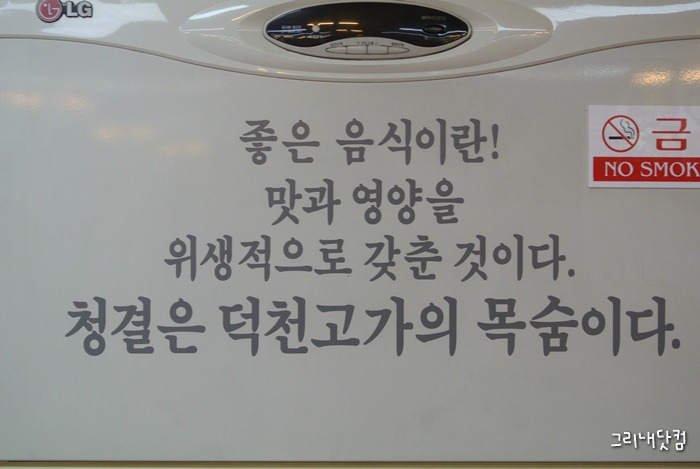 LG
좋은 음식이란!
맛과 영양을
위생적으로 갖춘 것이다.
청결은 덕천고가의 목숨이다.
금
NO SMOK
그리내닷컴